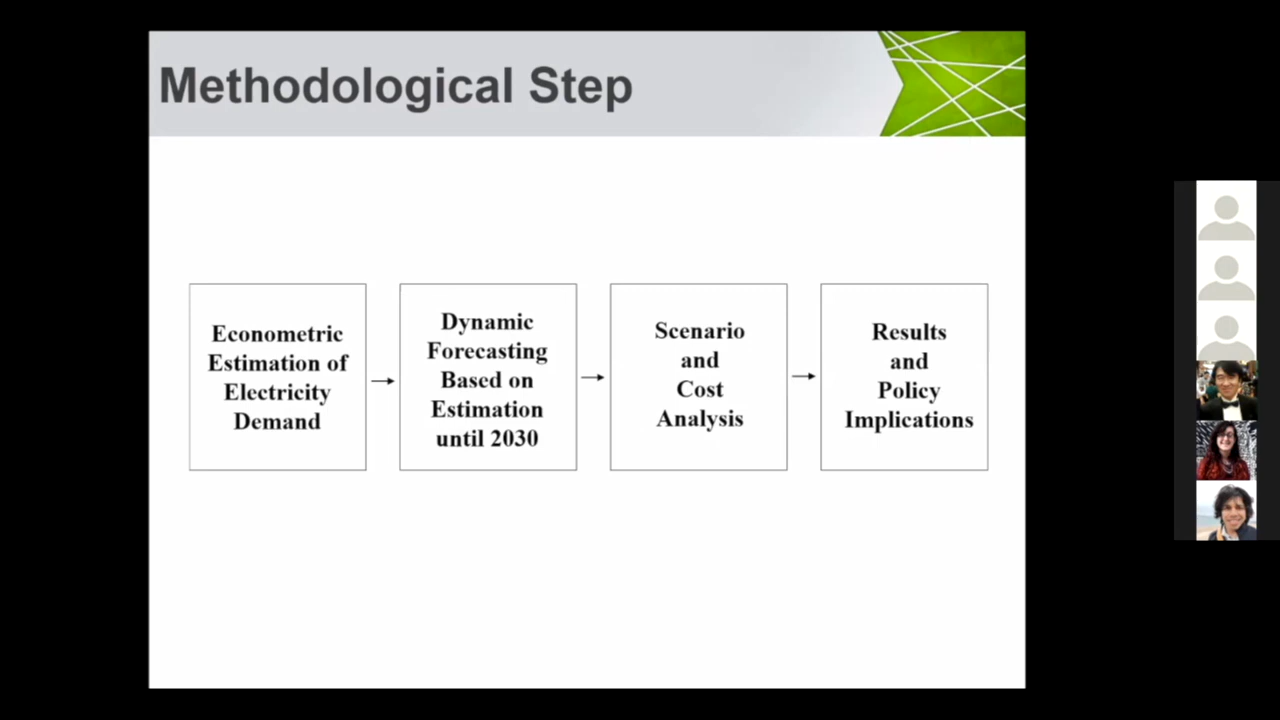 Methodological Step
Econometric
Estimation of
Electricity
Demand
Dynamic
Forecasting
Based on
Estimation
until 2030
Scenario
and
Cost
Analysis
Results
and
Policy
Implications